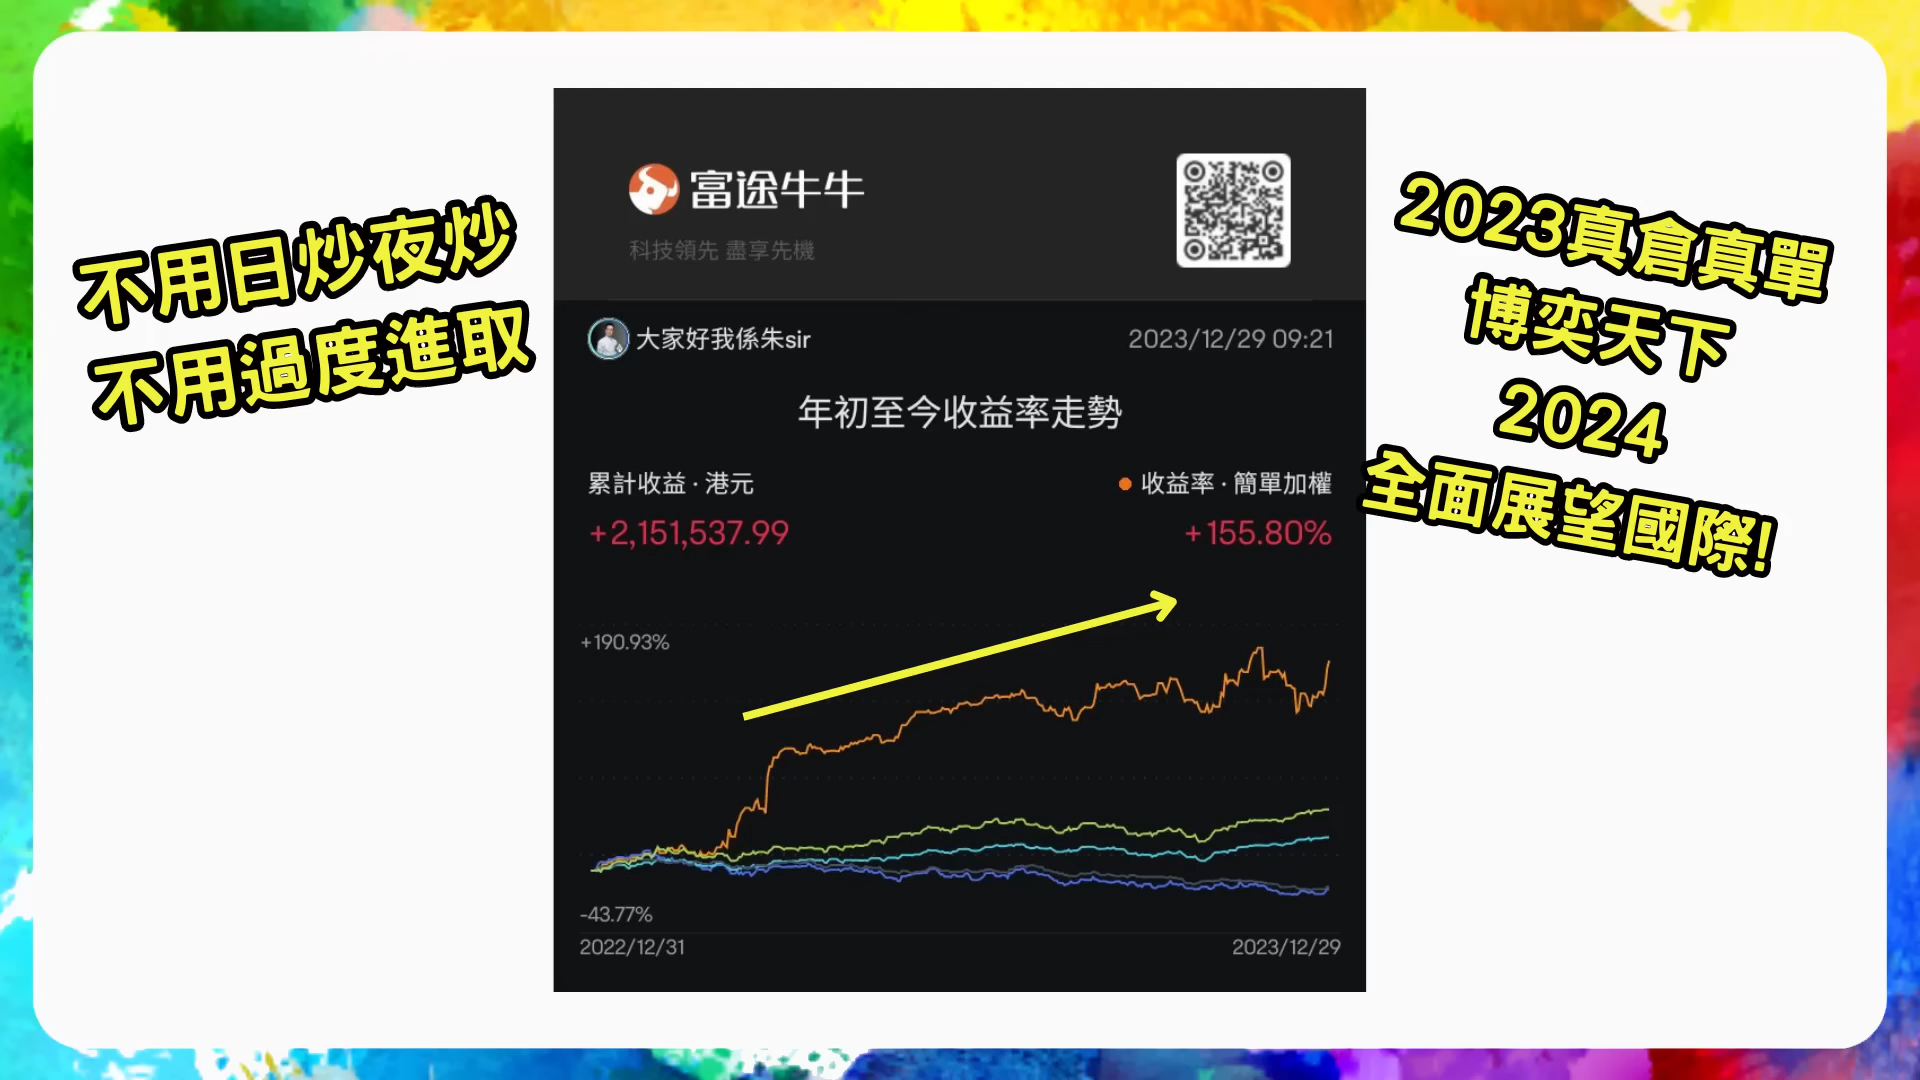 不用日炒夜炒
不用過度進取
富途牛牛
科技領先 盡享先機
大家好我係朱sir
2023/12/29 09:21
年初至今收益率走勢
累計收益 · 港元
收益率 · 簡單加權
+2,151,537.99
+155.80%
+190.93%
-43.77%
2022/12/31
2023/12/29
2023真倉真單
博奕天下
2024
全面展望國際!